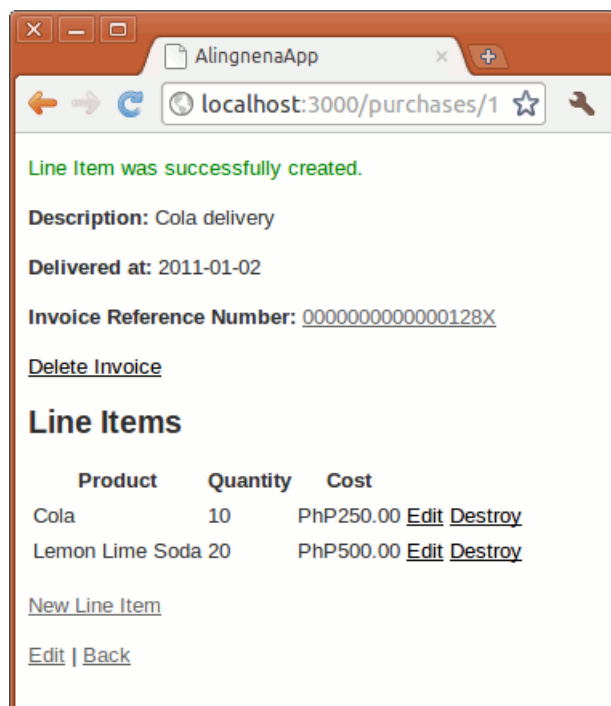 AlingnenaApp
localhost:3000/purchases/1
Line Item was successfully created.
Description: Cola delivery
Delivered at: 2011-01-02
Invoice Reference Number: 0000000000000128X
Delete Invoice
Line Items
Product Quantity Cost
Cola 10 PhP250.00 Edit Destroy
Lemon Lime Soda 20 PhP500.00 Edit Destroy
New Line Item
Edit | Back